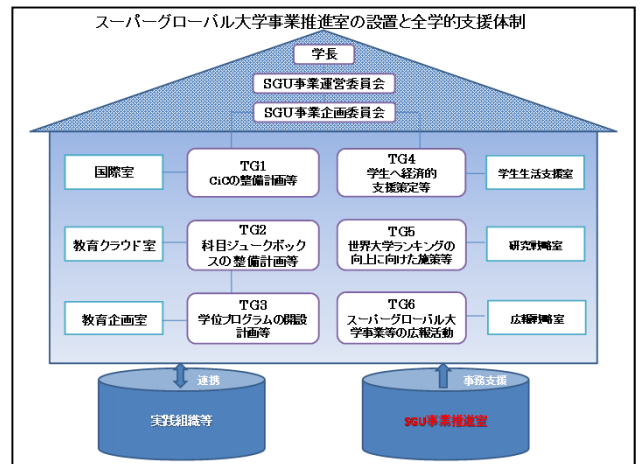 スーパーグローバル大学事業推進室の設置と全学的支援体制
学長
SGU事業運営委員会
SGU事業企画委員会
国際室
TG1
CiCの整備計画等
TG4
学生へ経済的
支援策定等
学生生活支援室
教育クラウド室
TG2
科目ジュークボック
スの整備計画等
TG5
世界大学ランキングの
向上に向けた施策等
研究戦略室
教育企画室
TG3
学位プログラムの開設
計画等
TG6
スーパーグローバル大
学事業等の広報活動
広報戦略室
連携
事務支援
実践組織等
SGU事業推進室